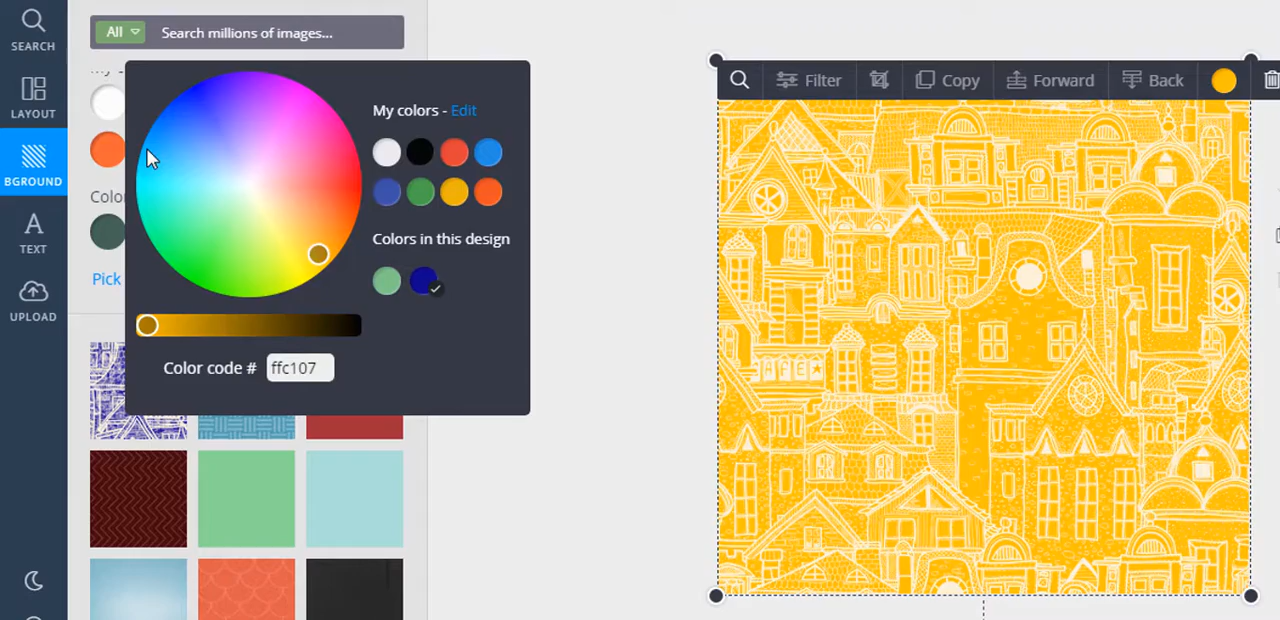 SEARCH
LAYOUT
BGROUND
TEXT
UPLOAD
All Search millions of images...
My colors - Edit
Colors in this design
Color code # ffc107
Colo
Pick
Filter Copy Forward Back
AFE